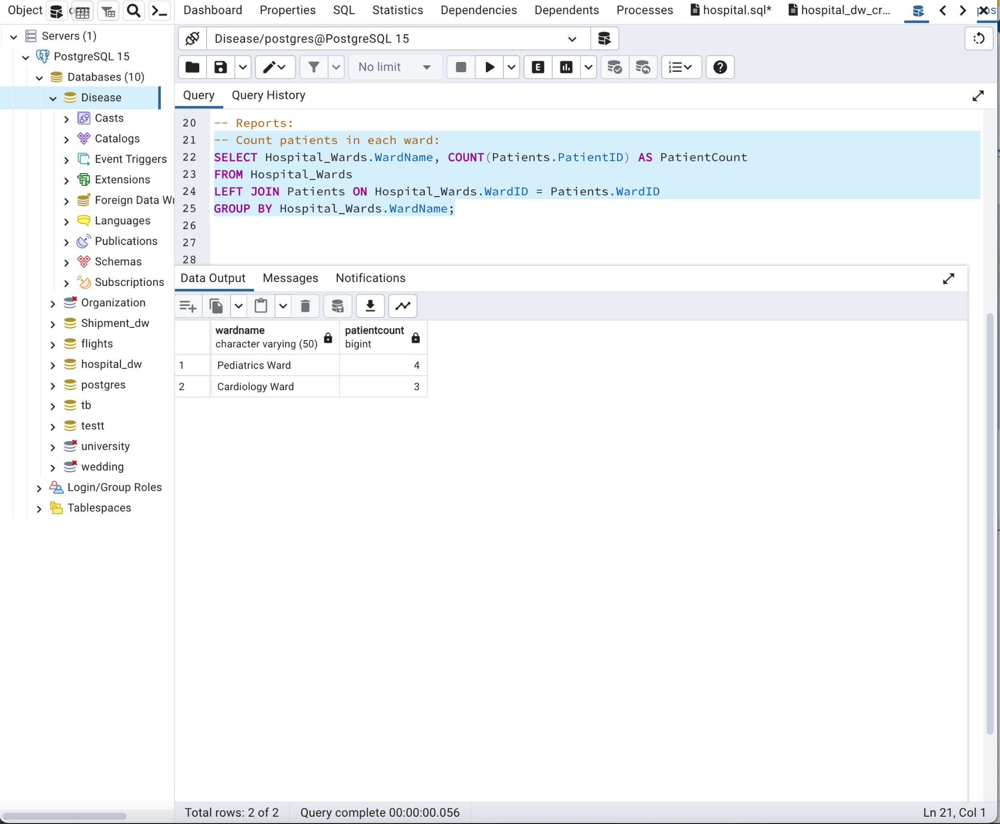 Object
Dashboard Properties SQL Statistics Dependencies Dependents Processes hospital.sql* hospital_dw_cr...
Servers (1)
PostgreSQL 15
Databases (10)
Disease
Casts
Catalogs
Event Triggers
Extensions
Foreign Data Wr
Languages
Publications
Schemas
Subscriptions
Organization
Shipment_dw
flights
hospital_dw
postgres
tb
testt
university
wedding
Login/Group Roles
Tablespaces
Disease/postgres@PostgreSQL 15
No limit
E
Query Query History
20 -- Reports:
21 -- Count patients in each ward:
22 SELECT Hospital_Wards.WardName, COUNT(Patients.PatientID) AS PatientCount
23 FROM Hospital_Wards
24 LEFT JOIN Patients ON Hospital_Wards.WardID = Patients.WardID
25 GROUP BY Hospital_Wards.WardName;
26
27
28
Data Output Messages Notifications
wardname patientcount
character varying (50) bigint
1 Pediatrics Ward 4
2 Cardiology Ward 3
Total rows: 2 of 2 Query complete 00:00:00.056 Ln 21, Col 1